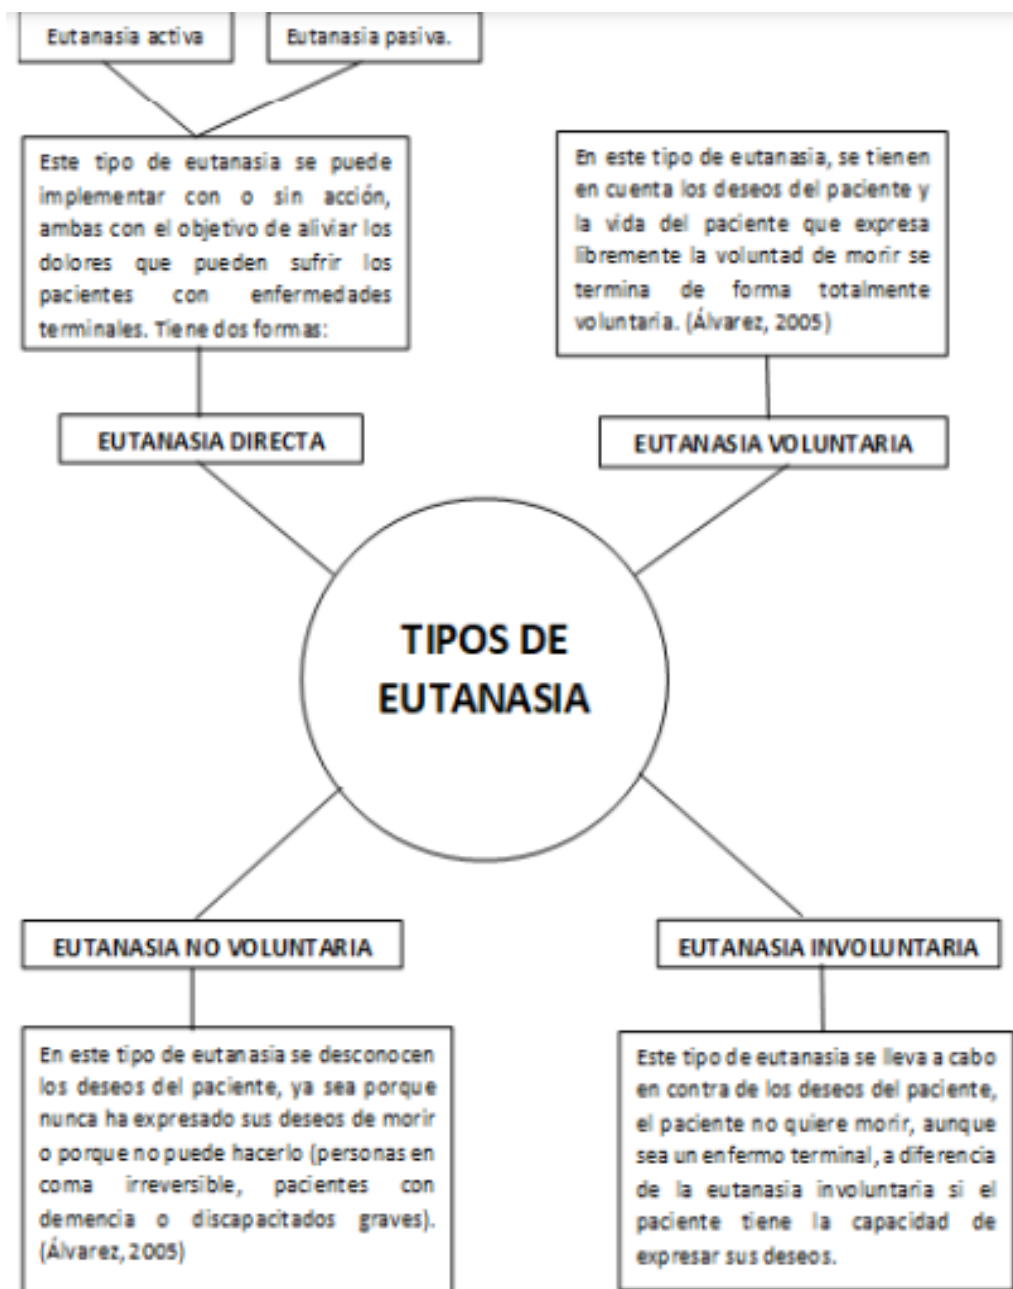 Eutanasia activa
Eutanasia pasiva.
Este tipo de eutanasia se puede
implementar con o sin acción,
ambas con el objetivo de aliviar los
dolores que pueden sufrir los
pacientes con enfermedades
terminales. Tiene dos formas:
EUTANASIA DIRECTA
En este tipo de eutanasia, se tienen
en cuenta los deseos del paciente y
la vida del paciente que expresa
libremente la voluntad de morir se
termina de forma totalmente
voluntaria. (Álvarez, 2005)
EUTANASIA VOLUNTARIA
TIPOS DE
EUTANASIA
EUTANASIA NO VOLUNTARIA
En este tipo de eutanasia se desconocen
los deseos del paciente, ya sea porque
nunca ha expresado sus deseos de morir
o porque no puede hacerlo (personas en
coma irreversible, pacientes con
demencia o discapacitados graves).
(Álvarez, 2005)
EUTANASIA INVOLUNTARIA
Este tipo de eutanasia se lleva a cabo
en contra de los deseos del paciente,
el paciente no quiere morir, aunque
sea un enfermo terminal, a diferencia
de la eutanasia involuntaria si el
paciente tiene la capacidad de
expresar sus deseos.